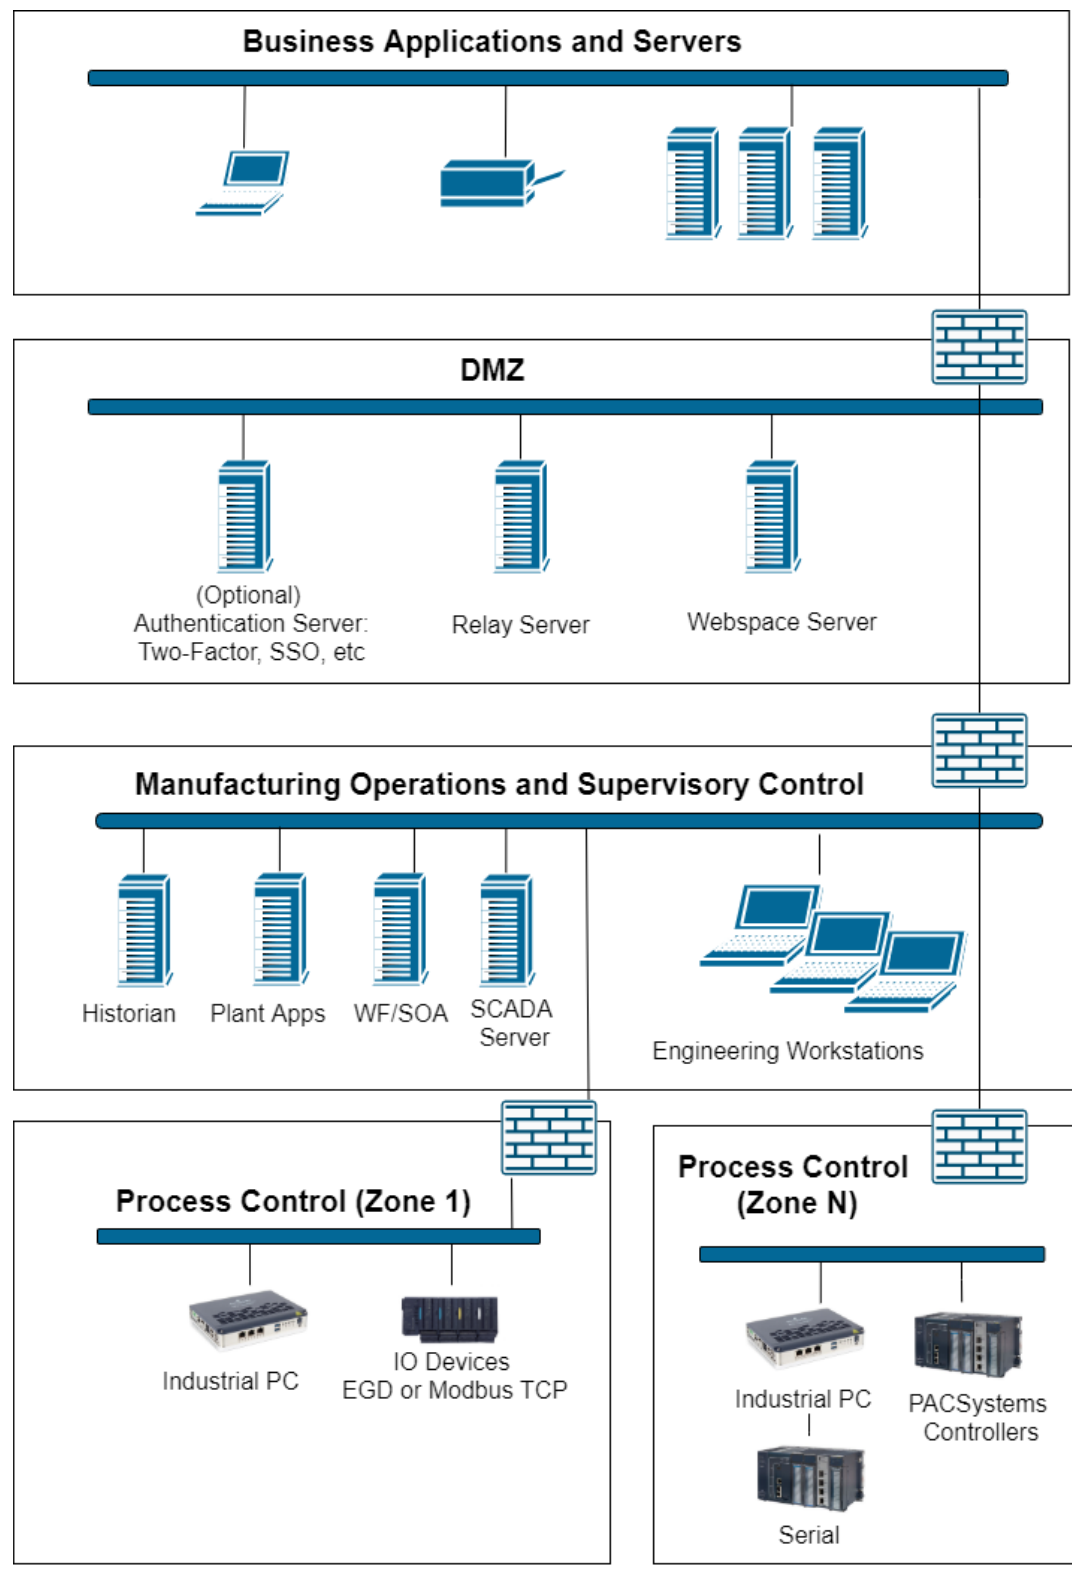 Business Applications and Servers
DMZ
(Optional)
Authentication Server:
Two-Factor, SSO, etc
Relay Server
Webspace Server
Manufacturing Operations and Supervisory Control
Historian
Plant Apps
WF/SOA
SCADA
Server
Engineering Workstations
Process Control (Zone 1)
Industrial PC
IO Devices
EGD or Modbus TCP
Process Control
(Zone N)
Industrial PC
PACSystems
Controllers
Serial